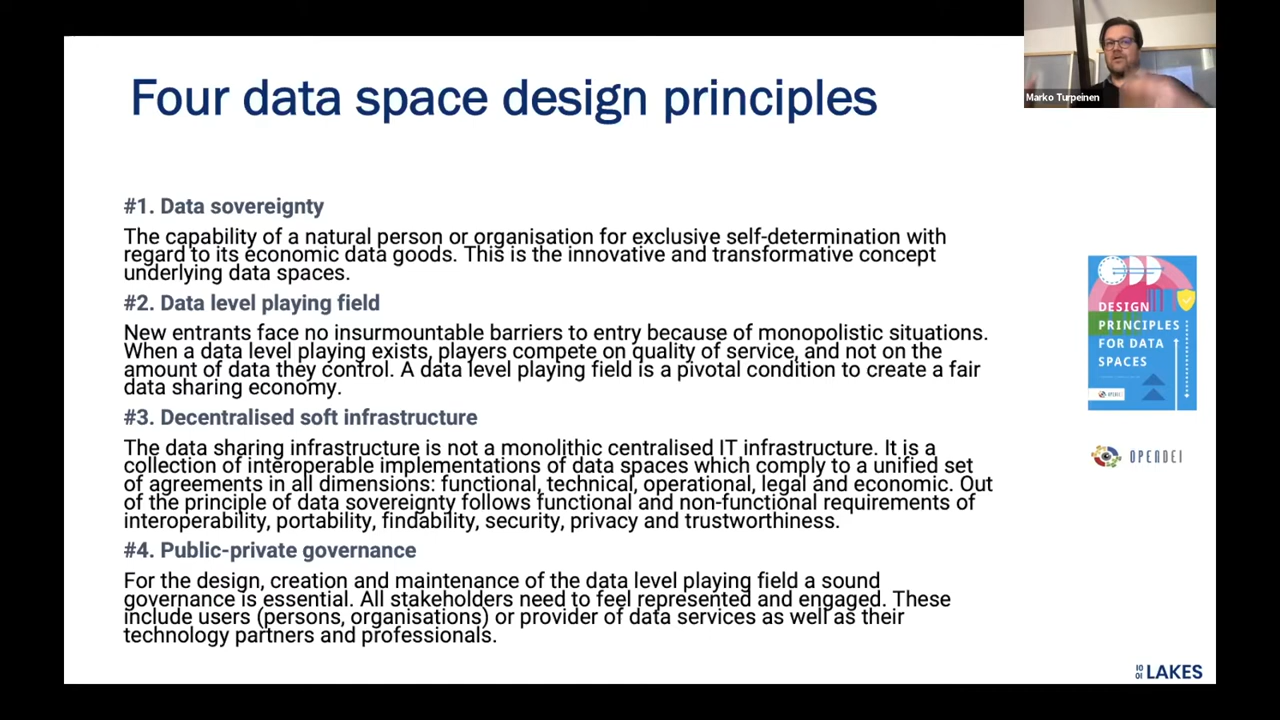 Four data space design principles
Marko Turpeinen
#1. Data sovereignty
The capability of a natural person or organisation for exclusive self-determination with
regard to its economic data goods. This is the innovative and transformative concept
underlying data spaces.
#2. Data level playing field
New entrants face no insurmountable barriers to entry because of monopolistic situations.
When a data level playing exists, players compete on quality of service, and not on the
amount of data they control. A data level playing field is a pivotal condition to create a fair
data sharing economy.
#3. Decentralised soft infrastructure
The data sharing infrastructure is not a monolithic centralised IT infrastructure. It is a
collection of interoperable implementations of data spaces which comply to a unified set
of agreements in all dimensions: functional, technical, operational, legal and economic. Out
of the principle of data sovereignty follows functional and non-functional requirements of
interoperability, portability, findability, security, privacy and trustworthiness.
#4. Public-private governance
For the design, creation and maintenance of the data level playing field a sound
governance is essential. All stakeholders need to feel represented and engaged. These
include users (persons, organisations) or provider of data services as well as their
technology partners and professionals.
DESIGN
PRINCIPLES
FOR DATA
SPACES
OPENDEI
OPENDEI
1001 LAKES